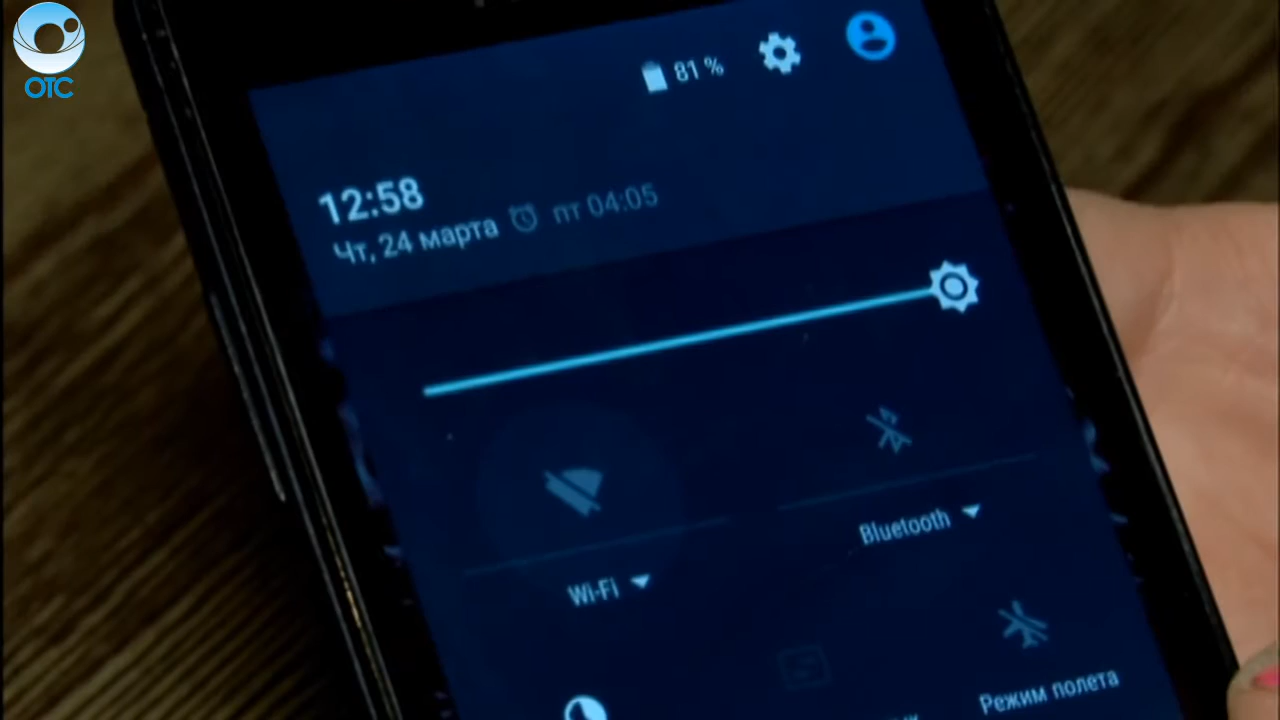 ОТС
81 %
12:58
Чт, 24 марта пт 04:05
Bluetooth
Wi-Fi
Режим полета